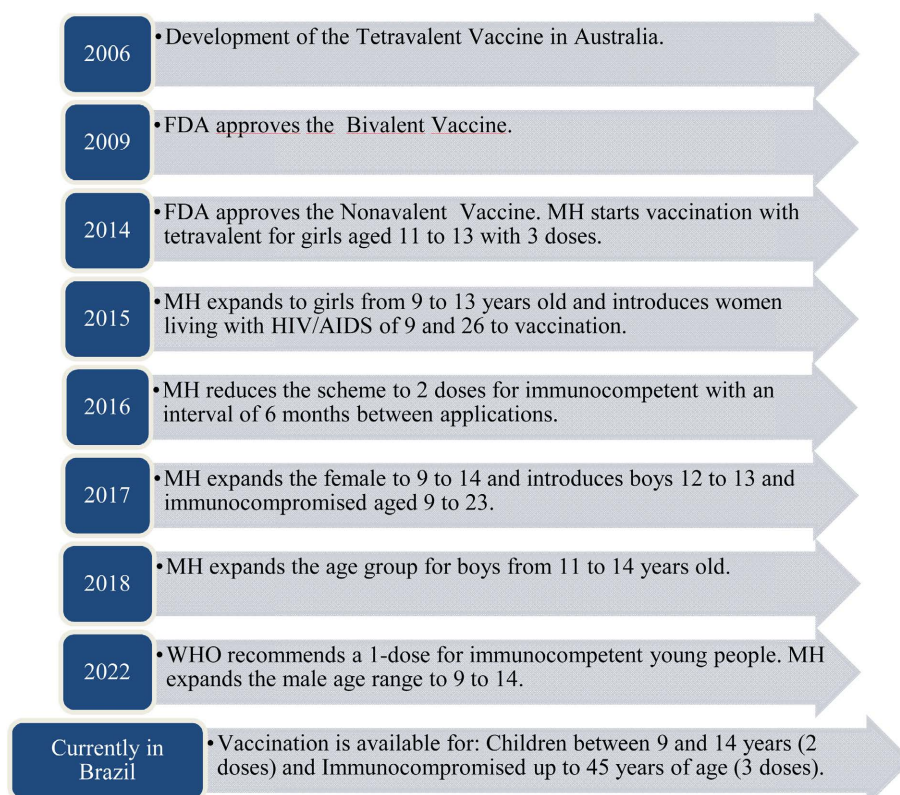 2006
•Development of the Tetravalent Vaccine in Australia.
2009
•FDA approves the Bivalent Vaccine.
2014
•FDA approves the Nonavalent Vaccine. MH starts vaccination with
tetravalent for girls aged 11 to 13 with 3 doses.
2015
•MH expands to girls from 9 to 13 years old and introduces women
living with HIV/AIDS of 9 and 26 to vaccination.
2016
•MH reduces the scheme to 2 doses for immunocompetent with an
interval of 6 months between applications.
2017
•MH expands the female to 9 to 14 and introduces boys 12 to 13 and
immunocompromised aged 9 to 23.
2018
•MH expands the age group for boys from 11 to 14 years old.
2022
•WHO recommends a 1-dose for immunocompetent young people. MH
expands the male age range to 9 to 14.
Currently in
Brazil
•Vaccination is available for: Children between 9 and 14 years (2
doses) and Immunocompromised up to 45 years of age (3 doses).